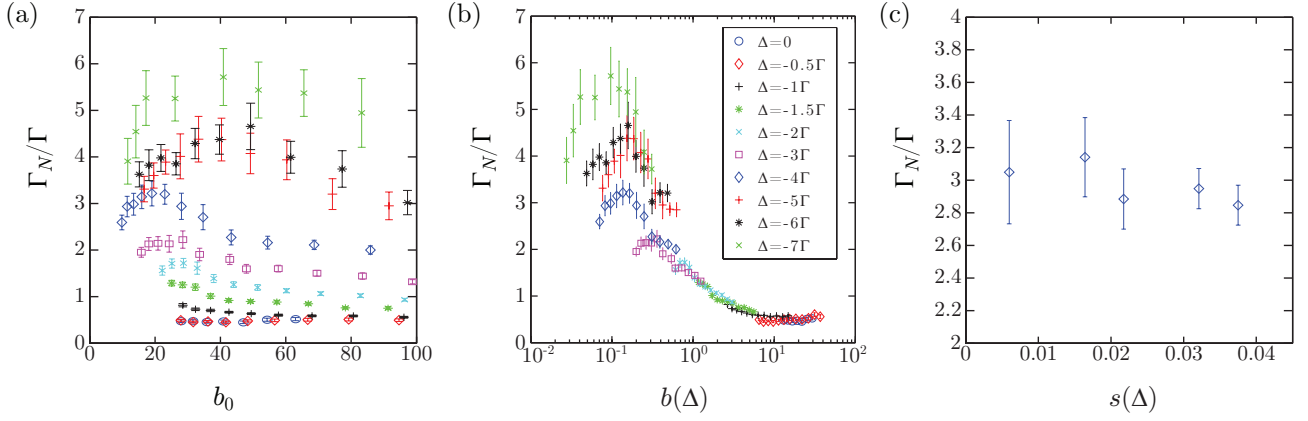 (a)
Γ_N/Γ
7
6
5
4
3
2
1
0
0 20 40 60 80 100
b_0
(b)
Γ_N/Γ
7
6
5
4
3
2
1
0
10^{-2} 10^{-1} 10^0 10^1 10^2
b(Δ)
Δ=0
Δ=-0.5Γ
Δ=-1Γ
Δ=-1.5Γ
Δ=-2Γ
Δ=-3Γ
Δ=-4Γ
Δ=-5Γ
Δ=-6Γ
Δ=-7Γ
(c)
Γ_N/Γ
4
3.8
3.6
3.4
3.2
3
2.8
2.6
2.4
2.2
2
0 0.01 0.02 0.03 0.04
s(Δ)